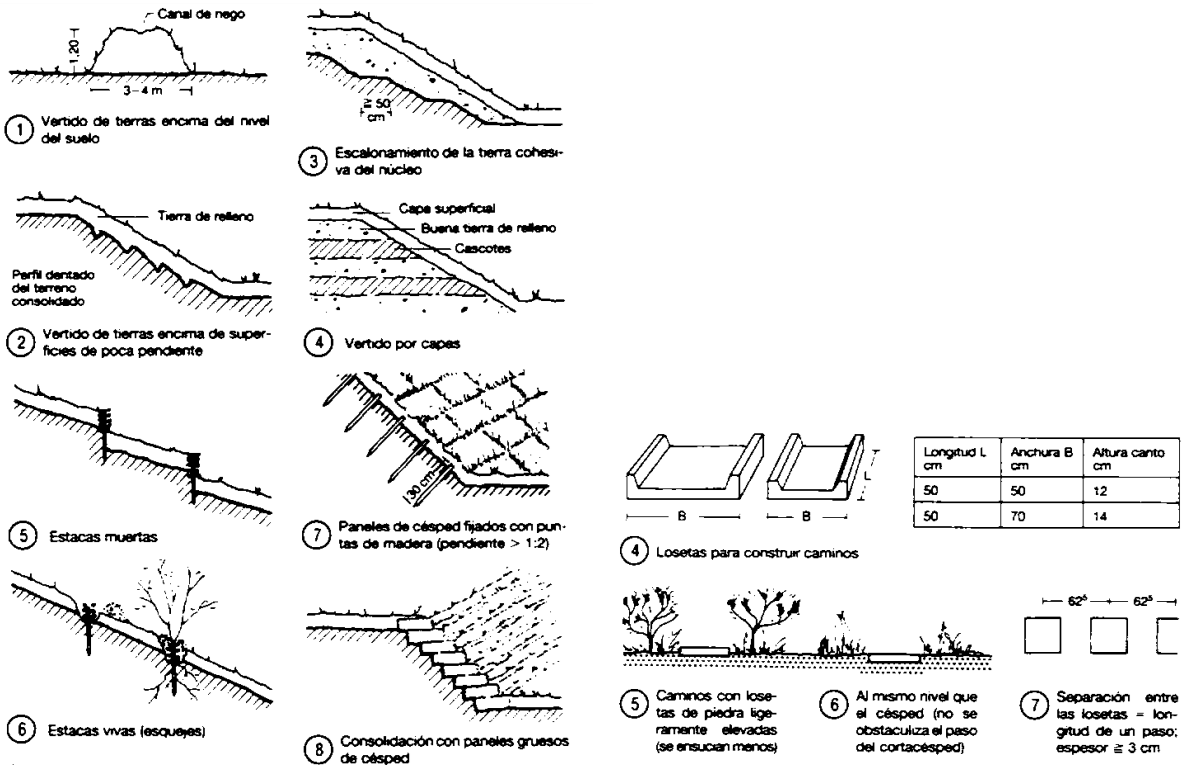 Canal de nego
1,20
3-4 m
1 Vertido de tierras encima del nivel
del suelo
≧ 50
cm
3 Escalonamiento de la tierra cohesi-
va del núcleo
Tierra de relleno
Perfil dentado
del terreno
consolidado
2 Vertido de tierras encima de super-
ficies de poca pendiente
Capa superficial
Buena tierra de relleno
Cascotes
4 Vertido por capas
5 Estacas muertas
130 cm
7 Paneles de césped fijados con pun-
tas de madera (pendiente > 1:2)
6 Estacas vivas (esquejes)
8 Consolidación con paneles gruesos
de césped
B
B
L
4 Losetas para construir caminos
Longitud L Anchura B Altura canto
cm cm cm
50 50 12
50 70 14
5 Caminos con lose-
tas de piedra lige-
ramente elevadas
(se ensucian menos)
6 Al mismo nivel que
el césped (no se
obstaculiza el paso
del cortacésped)
62⁵ 62⁵
7 Separación entre
las losetas = lon-
gitud de un paso;
espesor ≧ 3 cm